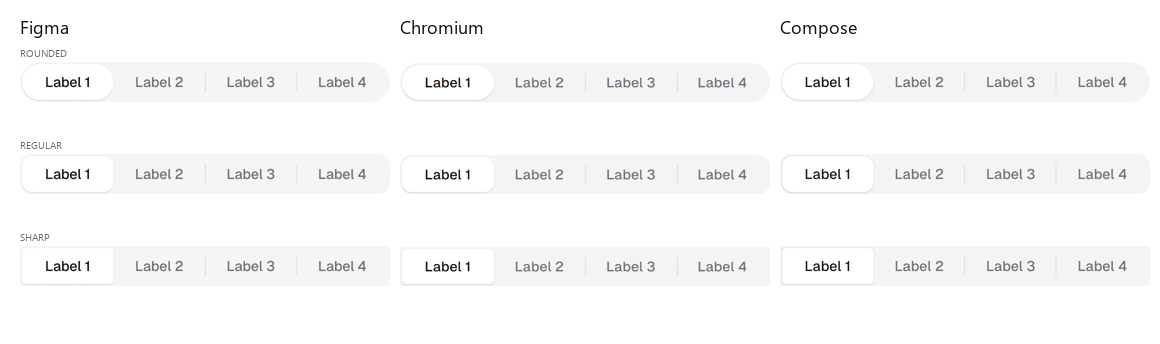 Figma Chromium Compose
ROUNDED
Label 1 Label 2 Label 3 Label 4 Label 1 Label 2 Label 3 Label 4 Label 1 Label 2 Label 3 Label 4
REGULAR
Label 1 Label 2 Label 3 Label 4 Label 1 Label 2 Label 3 Label 4 Label 1 Label 2 Label 3 Label 4
SHARP
Label 1 Label 2 Label 3 Label 4 Label 1 Label 2 Label 3 Label 4 Label 1 Label 2 Label 3 Label 4